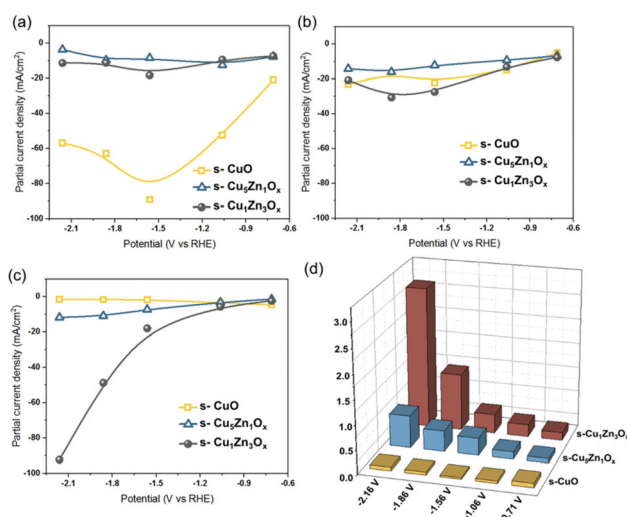 (a)
0
-20
-40
-60
-80
-100
Partial current density (mA/cm²)
s- CuO
s- Cu₅Zn₁Oₓ
s- Cu₁Zn₃Oₓ
-2.1 -1.8 -1.5 -1.2 -0.9 -0.6
Potential (V vs RHE)
(b)
0
-20
-40
-60
-80
-100
Partial current density (mA/cm²)
s- CuO
s- Cu₅Zn₁Oₓ
s- Cu₁Zn₃Oₓ
-2.1 -1.8 -1.5 -1.2 -0.9 -0.6
Potential (V vs RHE)
(c)
0
-20
-40
-60
-80
-100
Partial current density (mA/cm²)
s- CuO
s- Cu₅Zn₁Oₓ
s- Cu₁Zn₃Oₓ
-2.1 -1.8 -1.5 -1.2 -0.9 -0.6
Potential (V vs RHE)
(d)
3.0
2.5
2.0
1.5
1.0
0.5
0.0
s-Cu₁Zn₃O
s-Cu₅Zn₁Oₓ
s-CuO
-2.16 V
-1.86 V
-1.56 V
-1.06 V
0.71 V